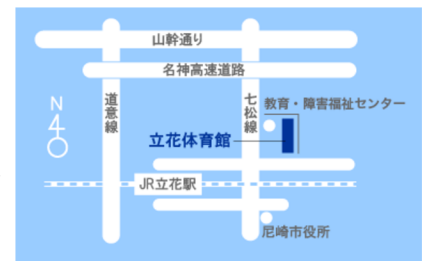 山幹通り
名神高速道路
N
道意線
七松線
教育・障害福祉センター
立花体育館
JR立花駅
尼崎市役所